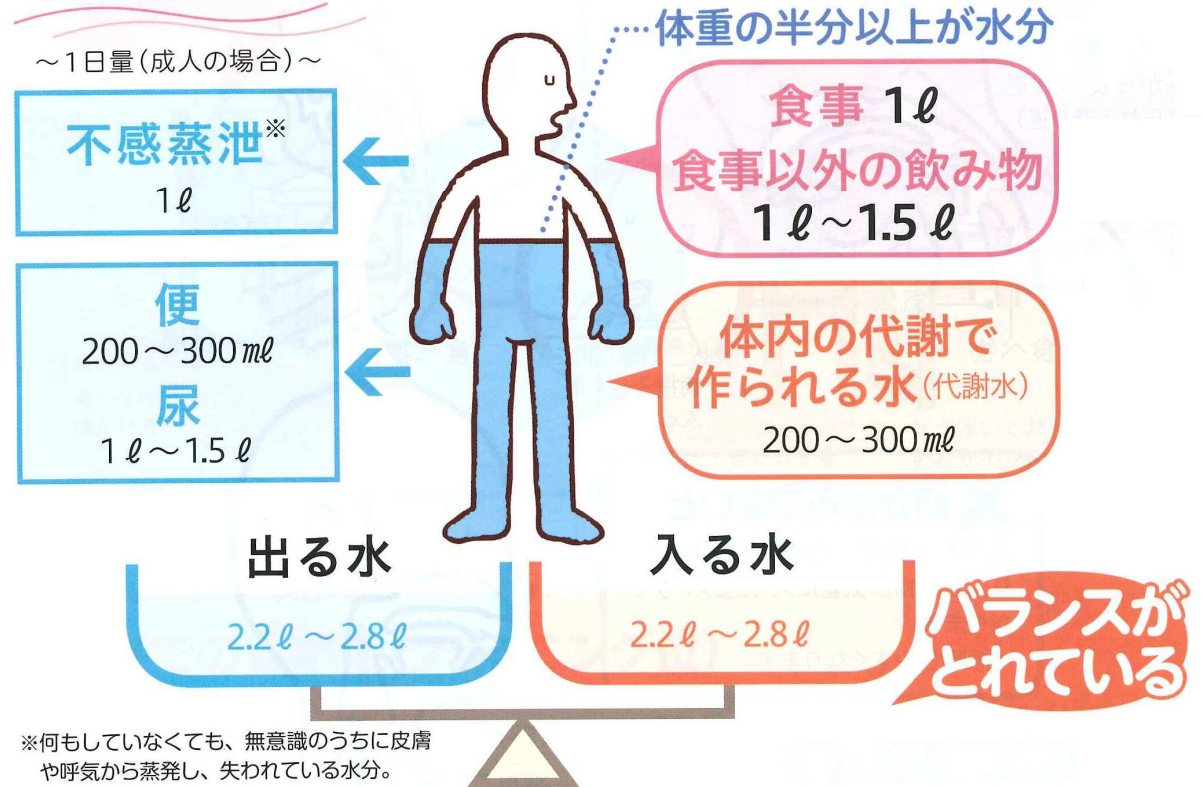 ~1日量(成人の場合)~
体重の半分以上が水分
不感蒸泄※
1ℓ
食事 1ℓ
食事以外の飲み物
1ℓ~1.5ℓ
便
200~300㎖
尿
1ℓ~1.5ℓ
体内の代謝で
作られる水(代謝水)
200~300㎖
出る水
入る水
2.2ℓ~2.8ℓ
2.2ℓ~2.8ℓ
バランスが
とれている
※何もしていなくても、無意識のうちに皮膚
や呼気から蒸発し、失われている水分。